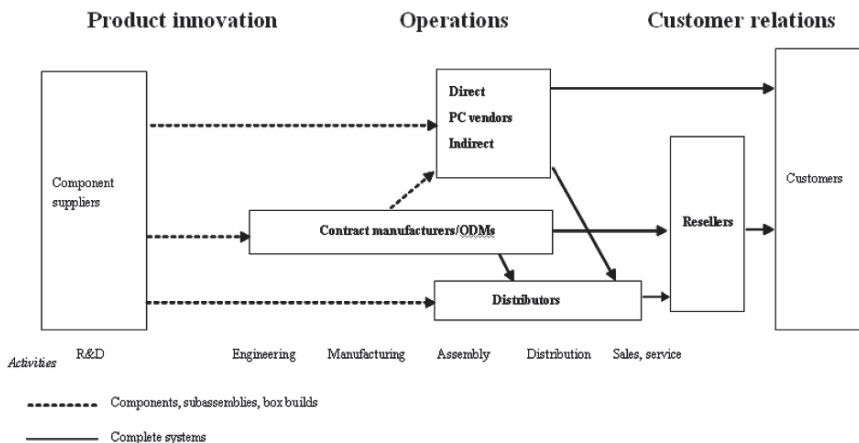 Product innovation Operations Customer relations
Direct
PC vendors
Indirect
Component
suppliers
Customers
Resellers
Contract manufacturers/ODMs
Distributors
Activities R&D Engineering Manufacturing Assembly Distribution Sales, service
Components, subassemblies, box builds
Complete systems